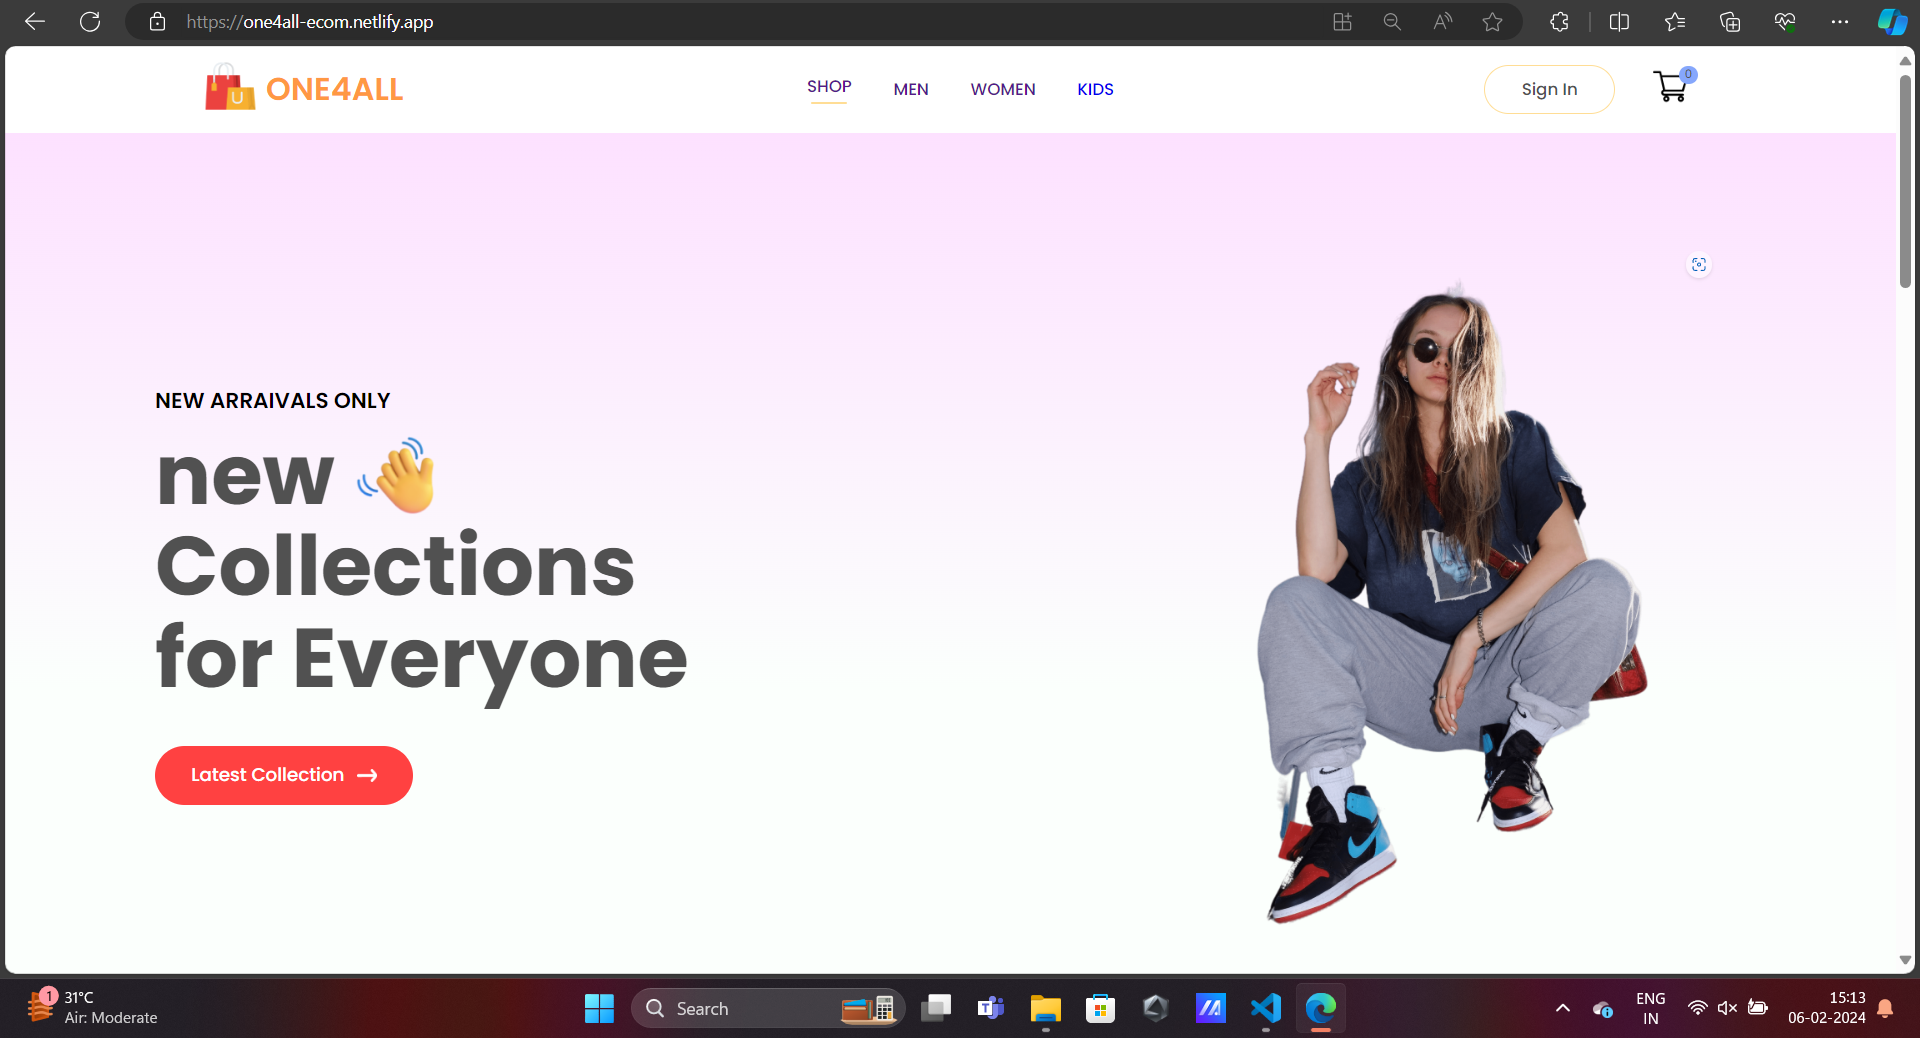 https://one4all-ecom.netlify.app
ONE4ALL
SHOP MEN WOMEN KIDS
Sign In
0
NEW ARRAIVALS ONLY
new
Collections
for Everyone
Latest Collection
1
31°C
Air: Moderate
Search
ENG
IN
15:13
06-02-2024